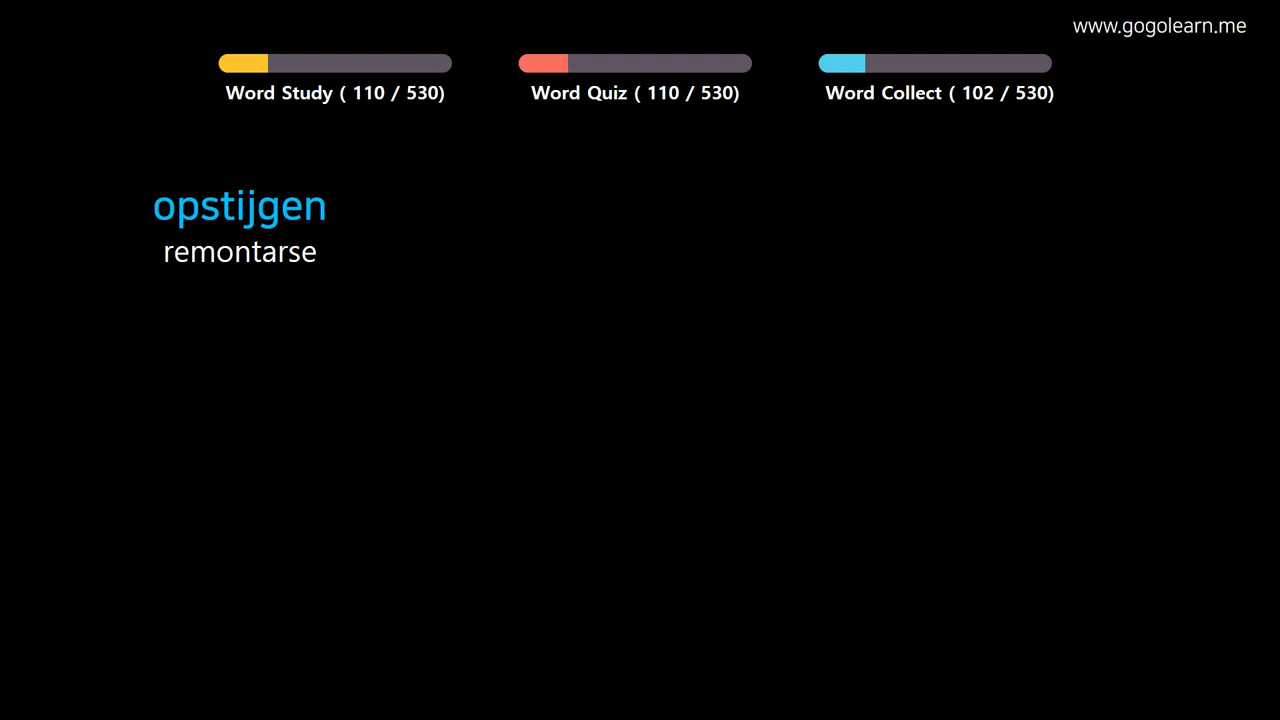 www.gogolearn.me
Word Study ( 110 / 530)
Word Quiz ( 110 / 530)
Word Collect ( 102 / 530)
opstijgen
remontarse